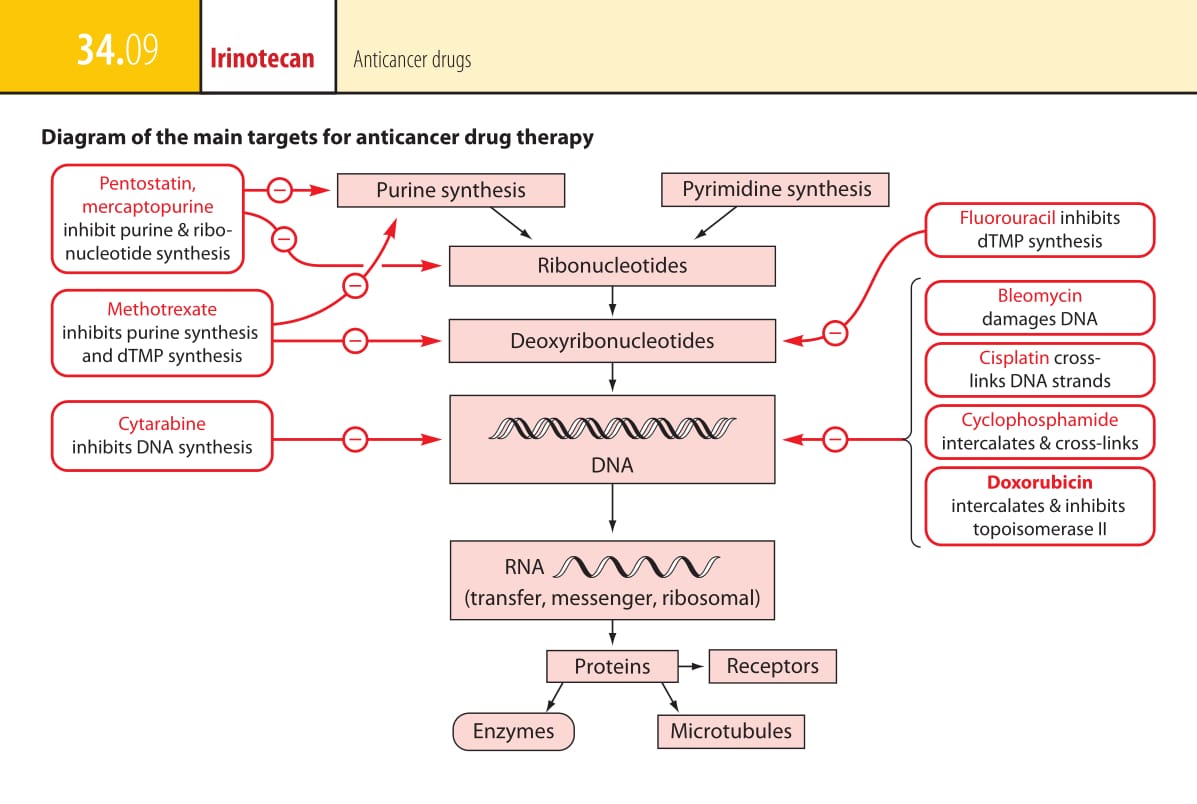 34.09
Irinotecan
Anticancer drugs
Diagram of the main targets for anticancer drug therapy
Pentostatin,
mercaptopurine
inhibit purine & ribo-
nucleotide synthesis
Methotrexate
inhibits purine synthesis
and dTMP synthesis
Cytarabine
inhibits DNA synthesis
Purine synthesis
Pyrimidine synthesis
Ribonucleotides
Deoxyribonucleotides
DNA
RNA
(transfer, messenger, ribosomal)
Proteins
Receptors
Enzymes
Microtubules
Fluorouracil inhibits
dTMP synthesis
Bleomycin
damages DNA
Cisplatin cross-
links DNA strands
Cyclophosphamide
intercalates & cross-links
Doxorubicin
intercalates & inhibits
topoisomerase II